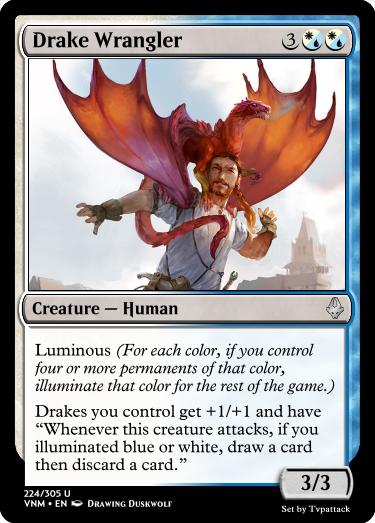 Drake Wrangler 3
Creature — Human
Luminous (For each color, if you control
four or more permanents of that color,
illuminate that color for the rest of the game.)
Drakes you control get +1/+1 and have
“Whenever this creature attacks, if you
illuminated blue or white, draw a card
then discard a card.”
3/3
224/305 U
VNM • EN Drawing Duskwolf
Set by Tvpattack